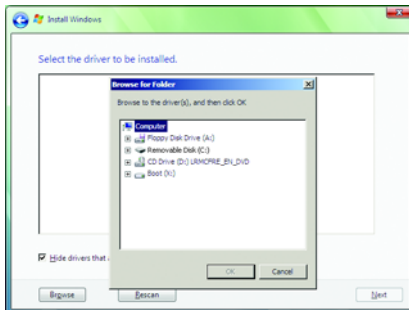 Install Windows
Select the driver to be installed.
Browse for Folder
Browse to the driver(s), and then click OK
Computer
Floppy Disk Drive (A:)
Removable Disk (C:)
CD Drive (D:) LRMCFRE_EN_DVD
Boot (X:)
Hide drivers that
OK
Cancel
Browse
Rescan
Next